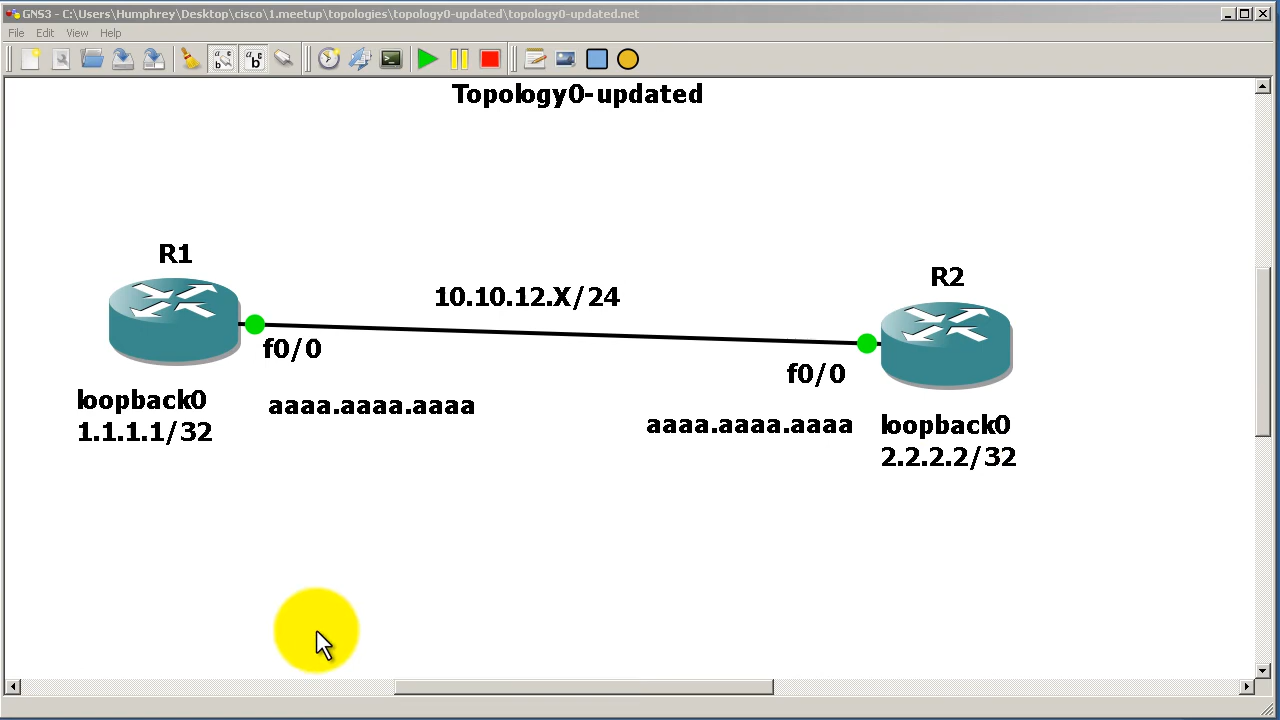 GNS3 - C:\Users\Humphrey\Desktop\cisco\1.meetup\topologies\topology0-updated\topology0-updated.net
File Edit View Help
Topology0-updated
R1
R2
10.10.12.X/24
f0/0
f0/0
loopback0
1.1.1.1/32
aaaa.aaaa.aaaa
aaaa.aaaa.aaaa
loopback0
2.2.2.2/32